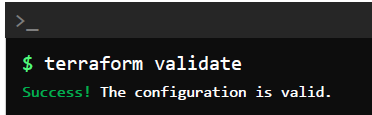 >_
$ terraform validate
Success! The configuration is valid.